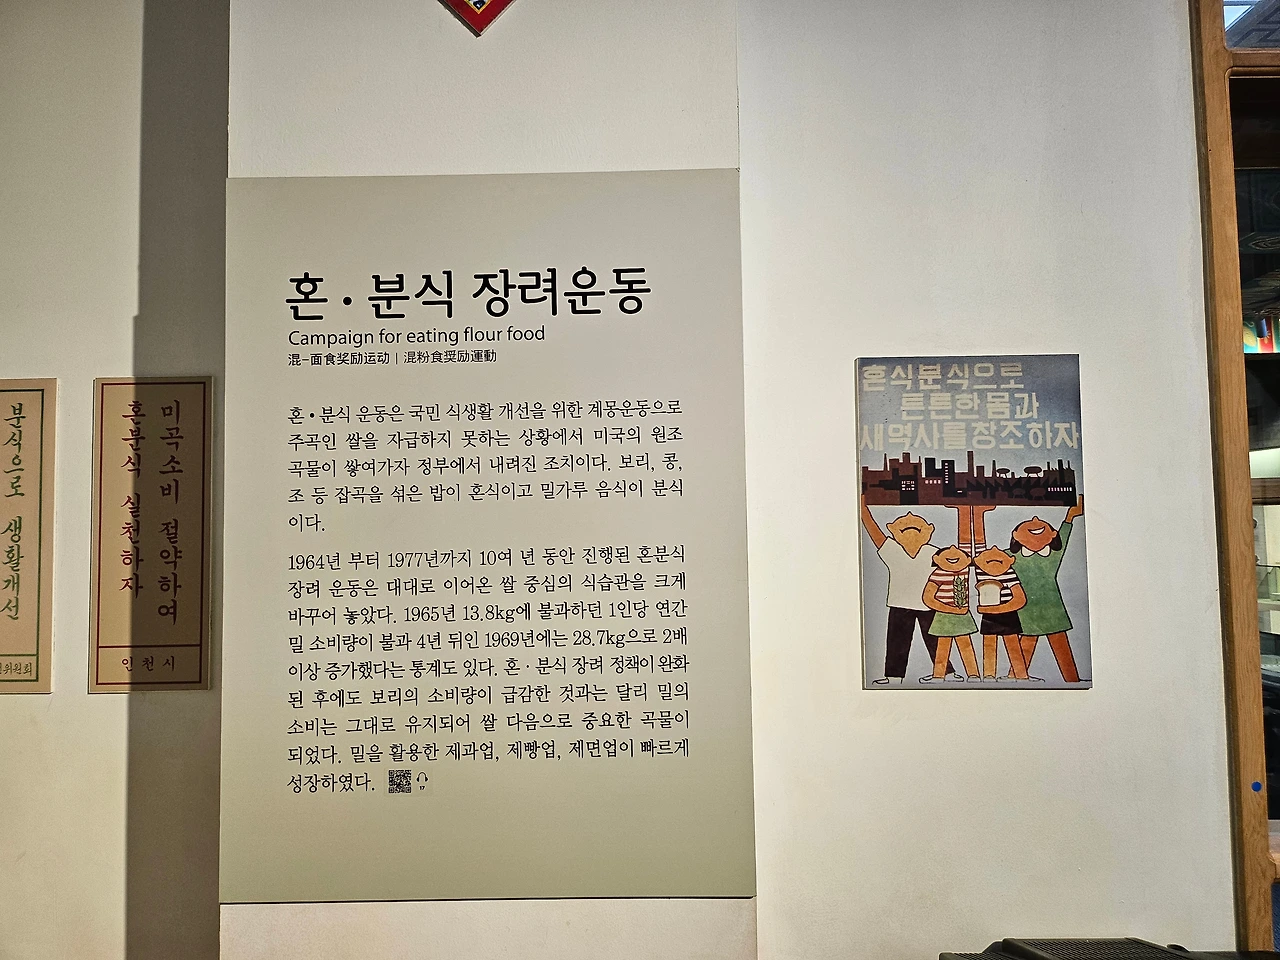 분식으로 생활개선
위원회
미곡소비 절약하여
혼분식 실천하자
인천시
혼·분식 장려운동
Campaign for eating flour food
混-面食奖励运动 | 混粉食奨励運動
혼·분식 운동은 국민 식생활 개선을 위한 계몽운동으로
주곡인 쌀을 자급하지 못하는 상황에서 미국의 원조
곡물이 쌓여가자 정부에서 내려진 조치이다. 보리, 콩,
조 등 잡곡을 섞은 밥이 혼식이고 밀가루 음식이 분식
이다.
1964년 부터 1977년까지 10여 년 동안 진행된 혼분식
장려 운동은 대대로 이어온 쌀 중심의 식습관을 크게
바꾸어 놓았다. 1965년 13.8kg에 불과하던 1인당 연간
밀 소비량이 불과 4년 뒤인 1969년에는 28.7kg으로 2배
이상 증가했다는 통계도 있다. 혼·분식 장려 정책이 완화
된 후에도 보리의 소비량이 급감한 것과는 달리 밀의
소비는 그대로 유지되어 쌀 다음으로 중요한 곡물이
되었다. 밀을 활용한 제과업, 제빵업, 제면업이 빠르게
성장하였다.
17
혼식분식으로
튼튼한몸과
새역사를창조하자